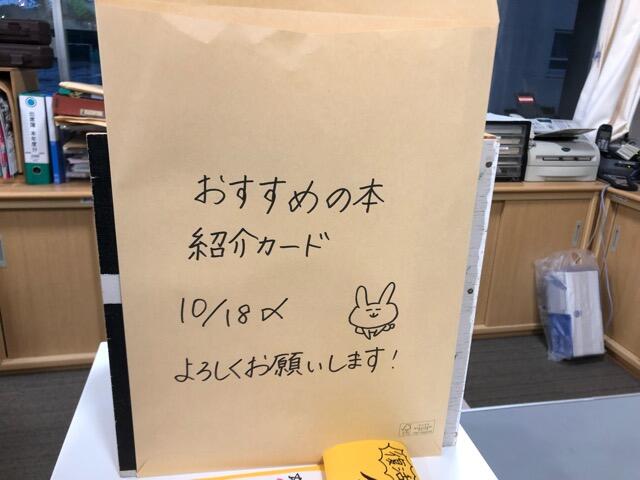 おすすめの本
紹介カード
10/18〆
よろしくお願いします!